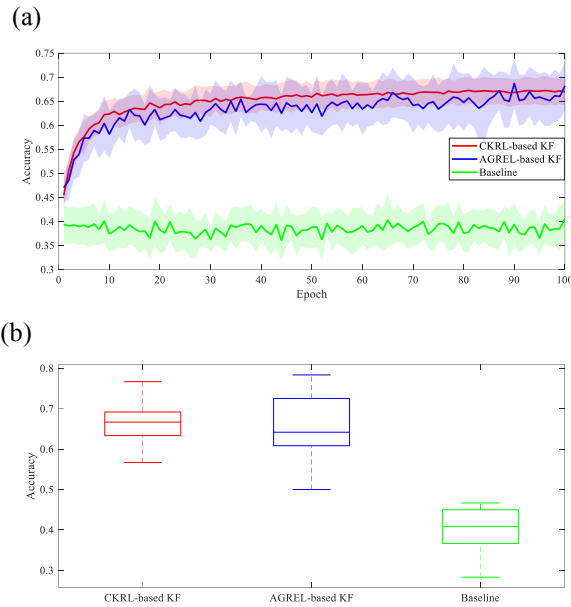 (a)
0.75
0.7
0.65
0.6
0.55
0.5
0.45
0.4
0.35
0.3
Accuracy
CKRL-based KF
AGREL-based KF
Baseline
0 10 20 30 40 50 60 70 80 90 100
Epoch
(b)
0.8
0.7
0.6
0.5
0.4
0.3
Accuracy
CKRL-based KF AGREL-based KF Baseline